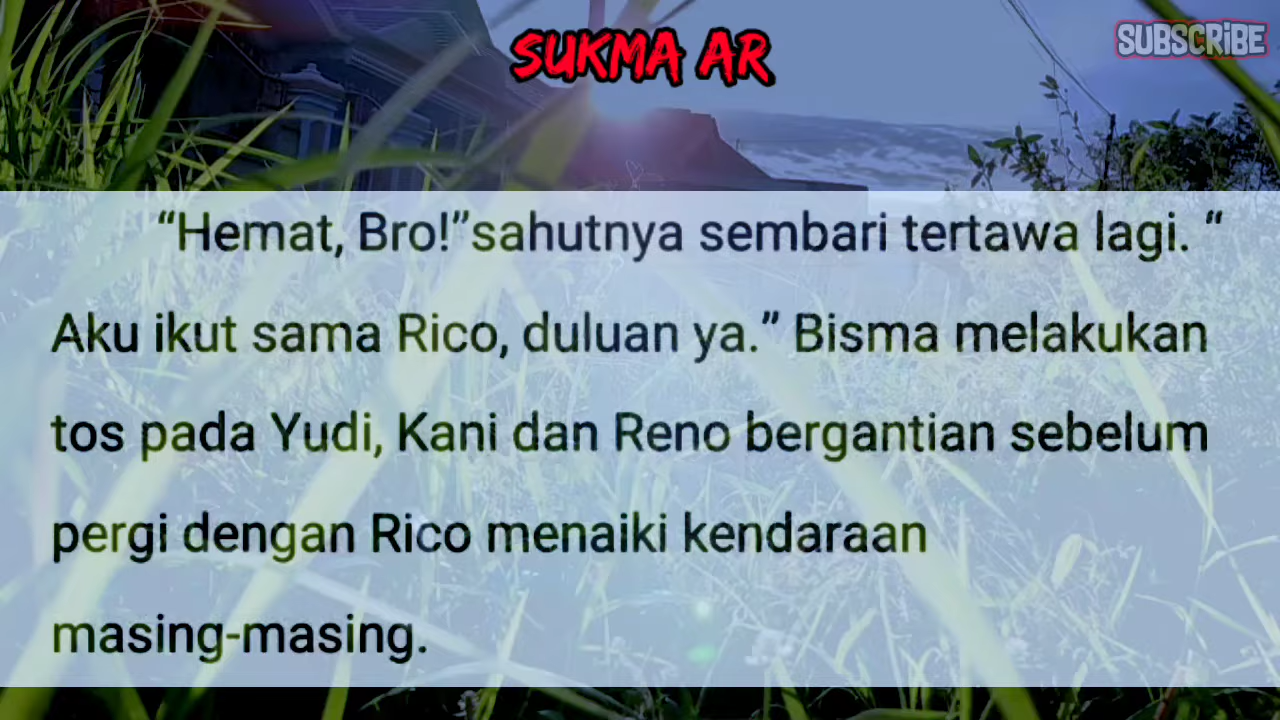 SUKMA AR
SUBSCRiBE
“Hemat, Bro!”sahutnya sembari tertawa lagi. “
Aku ikut sama Rico, duluan ya.” Bisma melakukan
tos pada Yudi, Kani dan Reno bergantian sebelum
pergi dengan Rico menaiki kendaraan
masing-masing.